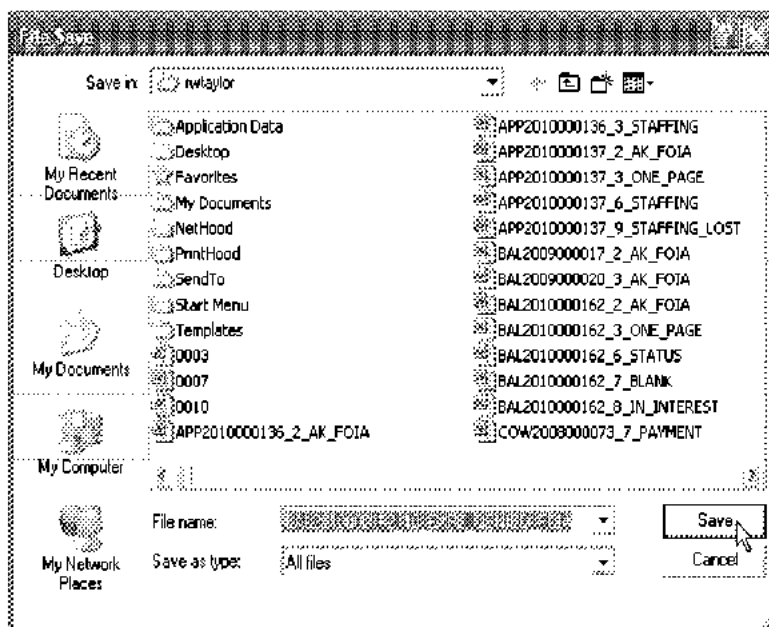 File Save
Save in: rwtaylor
My Recent
Documents
Desktop
My Documents
My Computer
My Network
Places
Application Data
Desktop
Favorites
My Documents
NetHood
PrintHood
SendTo
Start Menu
Templates
0003
0007
0010
APP2010000136_2_AK_FOIA
APP2010000136_3_STAFFING
APP2010000137_2_AK_FOIA
APP2010000137_3_ONE_PAGE
APP2010000137_6_STAFFING
APP2010000137_9_STAFFING_LOST
BAL2009000017_2_AK_FOIA
BAL2009000020_3_AK_FOIA
BAL2010000162_2_AK_FOIA
BAL2010000162_3_ONE_PAGE
BAL2010000162_6_STATUS
BAL2010000162_7_BLANK
BAL2010000162_8_IN_INTEREST
COW2008000073_7_PAYMENT
File name:
Save
Save as type: All files
Cancel